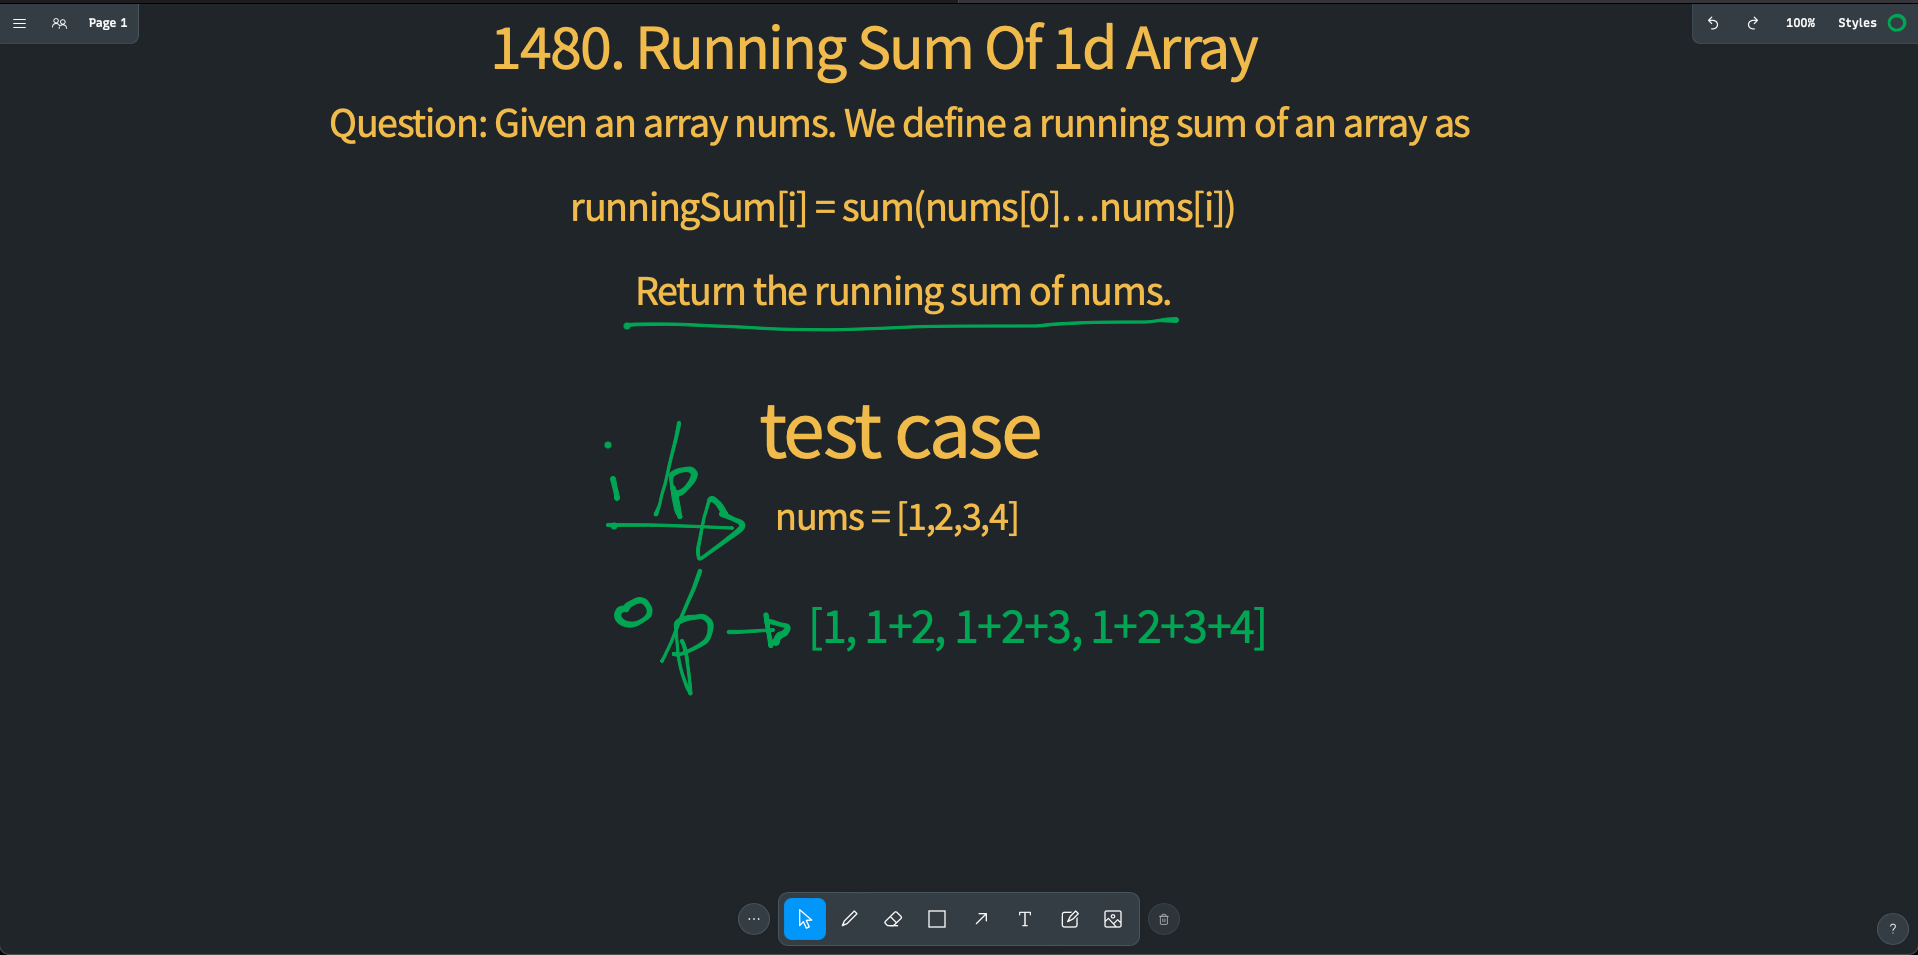 Page 1
100% Styles
1480. Running Sum Of 1d Array
Question: Given an array nums. We define a running sum of an array as
runningSum[i] = sum(nums[0]…nums[i])
Return the running sum of nums.
test case
i/p
nums = [1,2,3,4]
o/p
[1, 1+2, 1+2+3, 1+2+3+4]
T
?